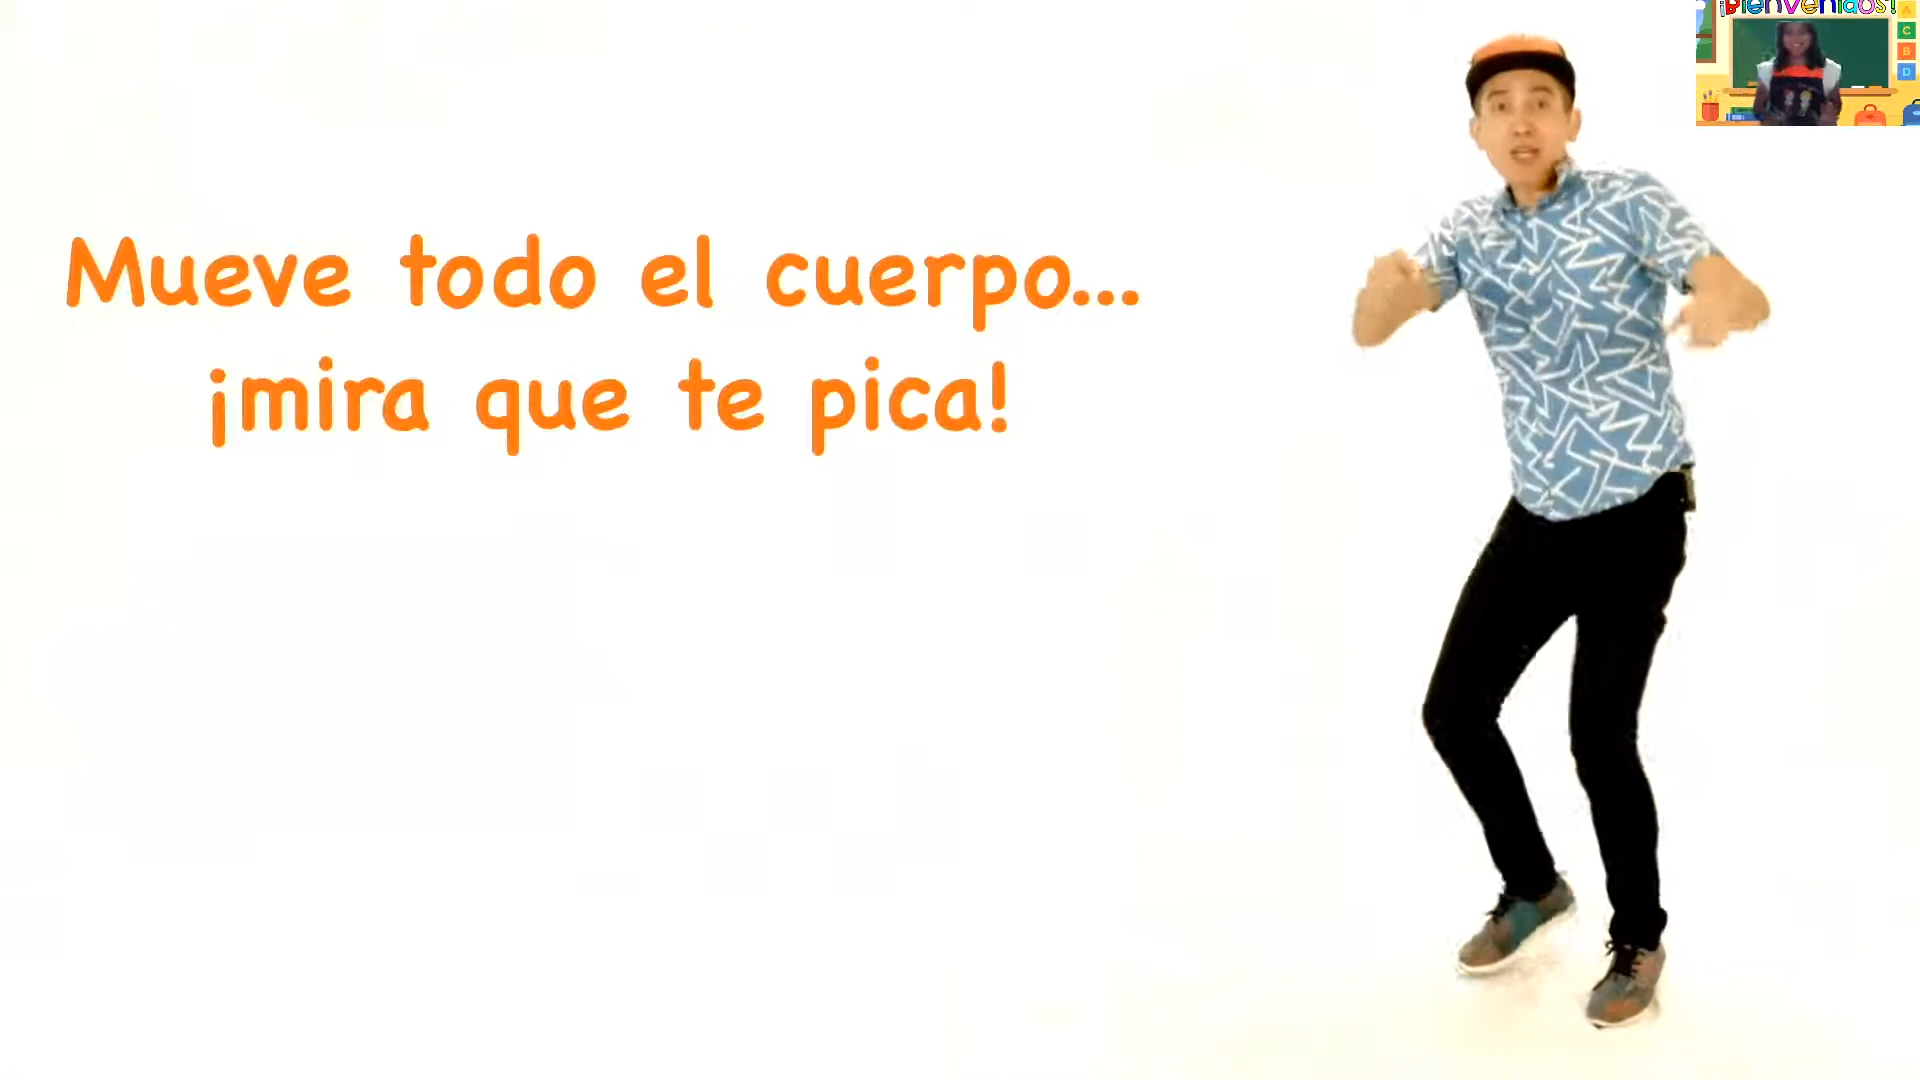 ¡Bienvenidos!
A
C
B
D
Mueve todo el cuerpo...
¡mira que te pica!